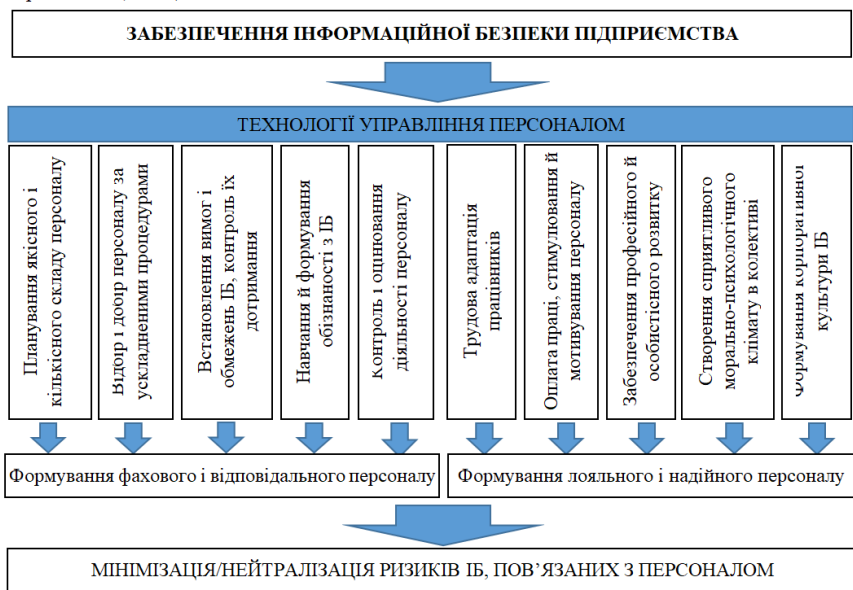 ЗАБЕЗПЕЧЕННЯ ІНФОРМАЦІЙНОЇ БЕЗПЕКИ ПІДПРИЄМСТВА
ТЕХНОЛОГІЇ УПРАВЛІННЯ ПЕРСОНАЛОМ
Планування якісного і
кількісного складу персоналу
Відбір і добір персоналу за
ускладненими процедурами
Встановлення вимог і
обмежень ІБ, контроль їх
дотримання
Навчання й формування
обізнаності з ІБ
Контроль і оцінювання
діяльності персоналу
Трудова адаптація
працівників
Оплата праці, стимулювання й
мотивування персоналу
Забезпечення професійного й
особистісного розвитку
Створення сприятливого
морально-психологічного
клімату в колективі
Формування корпоративної
культури ІБ
Формування фахового і відповідального персоналу
Формування лояльного і надійного персоналу
МІНІМІЗАЦІЯ/НЕЙТРАЛІЗАЦІЯ РИЗИКІВ ІБ, ПОВ’ЯЗАНИХ З ПЕРСОНАЛОМ